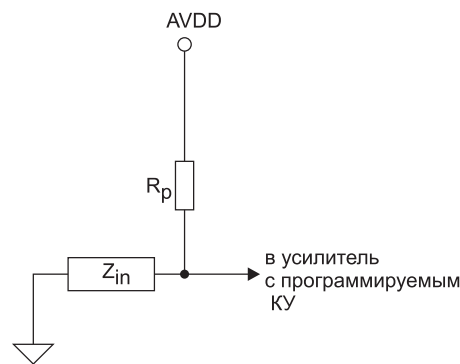 AVDD
Rp
Zin
в усилитель
с программируемым
КУ